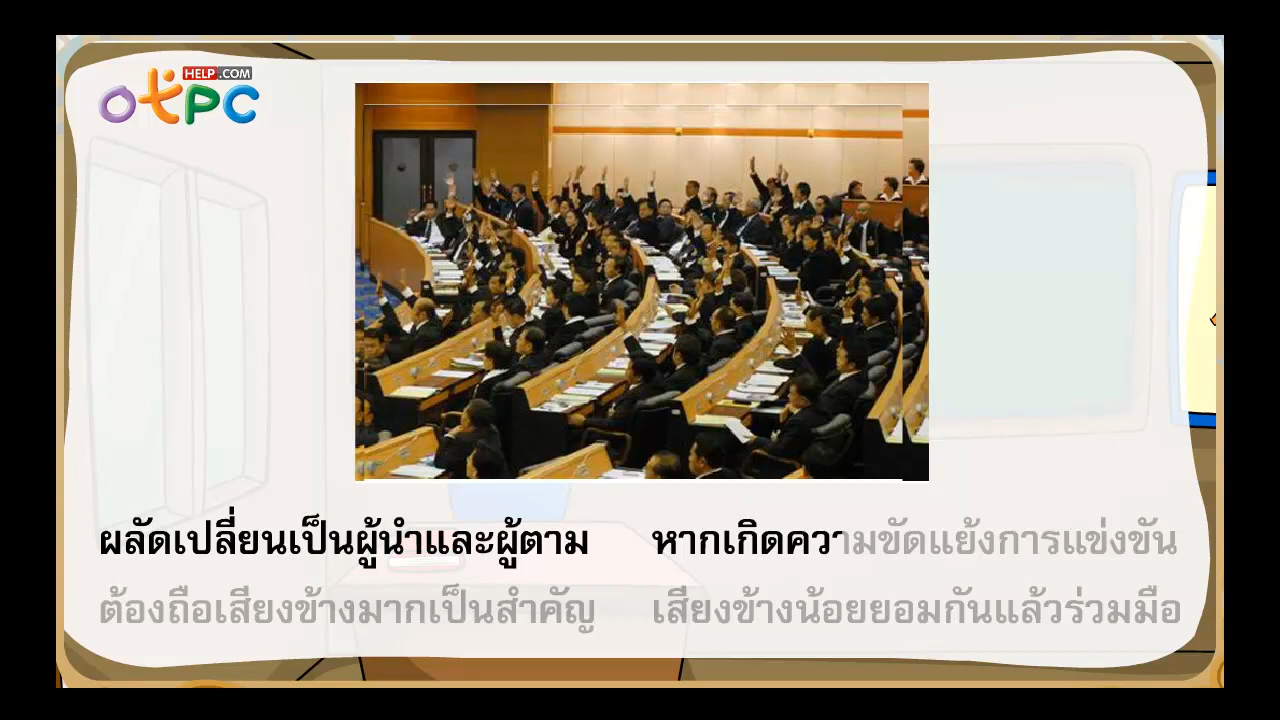 HELP.COM
OTPC
ผลัดเปลี่ยนเป็นผู้นำและผู้ตาม หากเกิดความขัดแย้งการแข่งขัน
ต้องถือเสียงข้างมากเป็นสำคัญ เสียงข้างน้อยยอมกันแล้วร่วมมือ